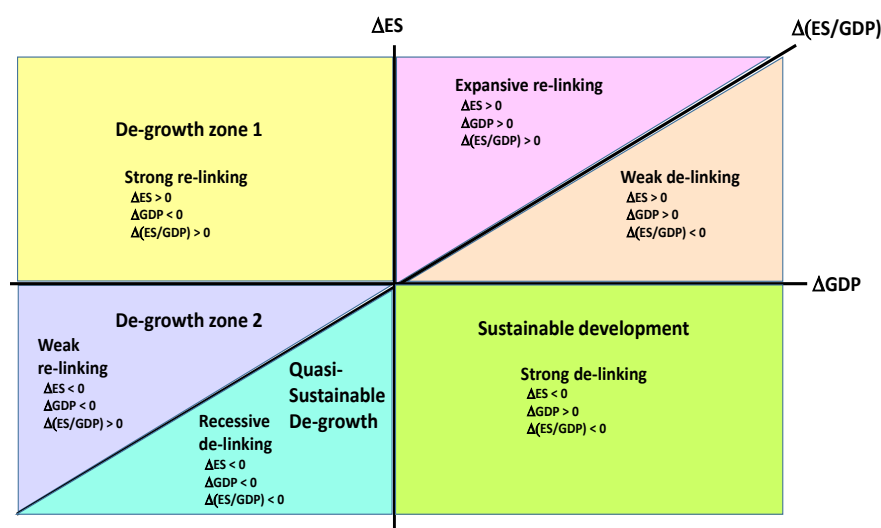 ΔES
Δ(ES/GDP)
Expansive re-linking
ΔES > 0
ΔGDP > 0
Δ(ES/GDP) > 0
De-growth zone 1
Strong re-linking
ΔES > 0
ΔGDP < 0
Δ(ES/GDP) > 0
Weak de-linking
ΔES > 0
ΔGDP > 0
Δ(ES/GDP) < 0
ΔGDP
De-growth zone 2
Weak
re-linking
ΔES < 0
ΔGDP < 0
Δ(ES/GDP) > 0
Quasi-
Sustainable
De-growth
Recessive
de-linking
ΔES < 0
ΔGDP < 0
Δ(ES/GDP) < 0
Sustainable development
Strong de-linking
ΔES < 0
ΔGDP > 0
Δ(ES/GDP) < 0